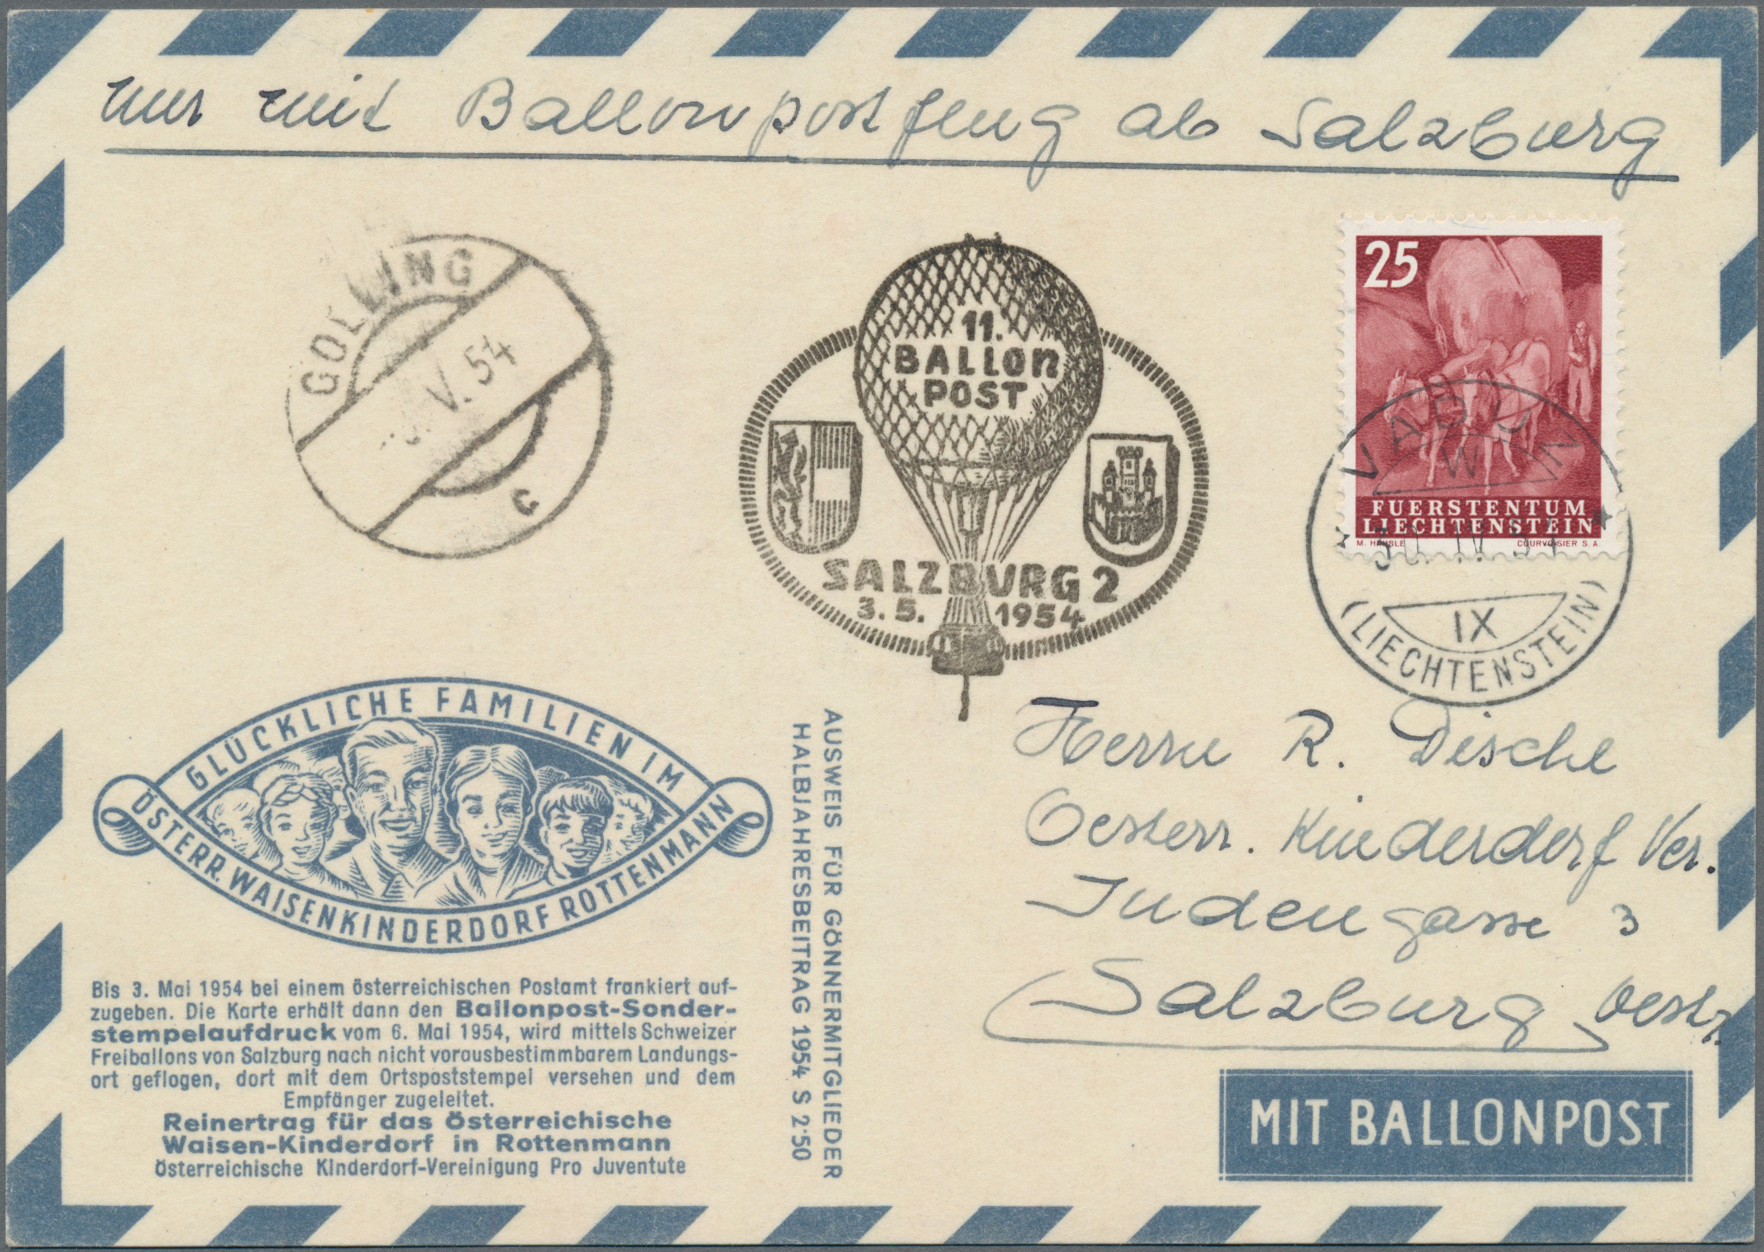 nur mit Ballonpostflug ab Salzburg
GOLLING
V. 54
c
11.
BALLON
POST
SALZBURG 2
3. 5. 1954
25
FUERSTENTUM
LIECHTENSTEIN
COURVOISIER S. A.
VADUZ
W
30. IV. 54
IX
(LIECHTENSTEIN)
GLÜCKLICHE FAMILIEN IM
ÖSTERR. WAISENKINDERDORF ROTTENMANN
Bis 3. Mai 1954 bei einem österreichischen Postamt frankiert auf-
zugeben. Die Karte erhält dann den Ballonpost-Sonder-
stempelaufdruck vom 6. Mai 1954, wird mittels Schweizer
Freiballons von Salzburg nach nicht vorausbestimmbarem Landungs-
ort geflogen, dort mit dem Ortspoststempel versehen und dem
Empfänger zugeleitet.
Reinertrag für das Österreichische
Waisen-Kinderdorf in Rottenmann
Österreichische Kinderdorf-Vereinigung Pro Juventute
AUSWEIS FÜR GÖNNERMITGLIEDER
HALBJAHRESBEITRAG 1954 S 2·50
Herrn R. Dische
Oesterr. Kinderdorf Ver.
Judengasse 3
Salzburg Oestr.
MIT BALLONPOST